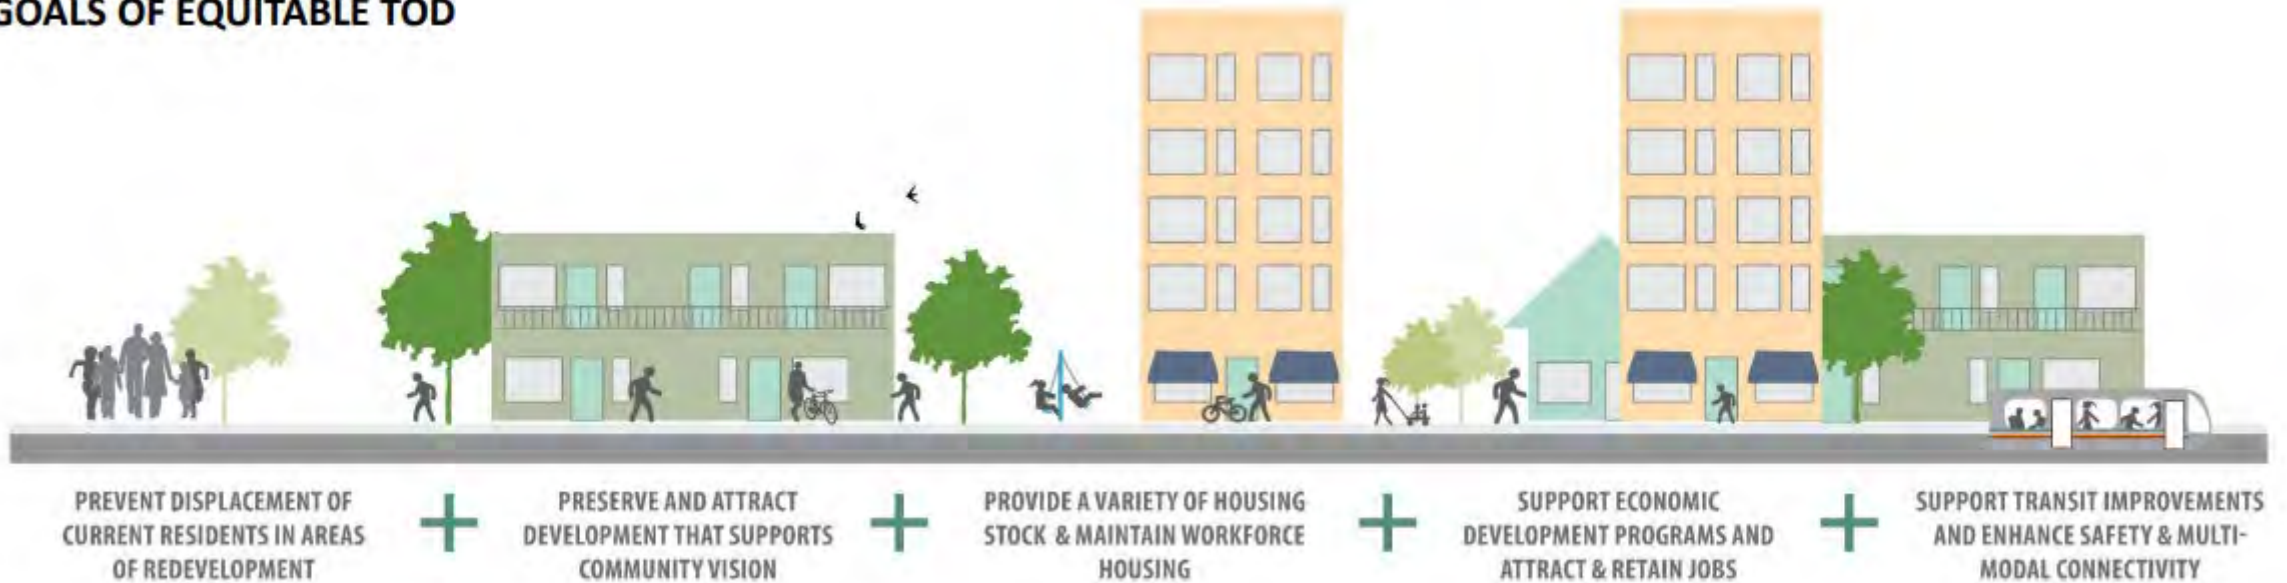 GOALS OF EQUITABLE TOD
PREVENT DISPLACEMENT OF
CURRENT RESIDENTS IN AREAS
OF REDEVELOPMENT
+
PRESERVE AND ATTRACT
DEVELOPMENT THAT SUPPORTS
COMMUNITY VISION
+
PROVIDE A VARIETY OF HOUSING
STOCK & MAINTAIN WORKFORCE
HOUSING
+
SUPPORT ECONOMIC
DEVELOPMENT PROGRAMS AND
ATTRACT & RETAIN JOBS
+
SUPPORT TRANSIT IMPROVEMENTS
AND ENHANCE SAFETY & MULTI-
MODAL CONNECTIVITY